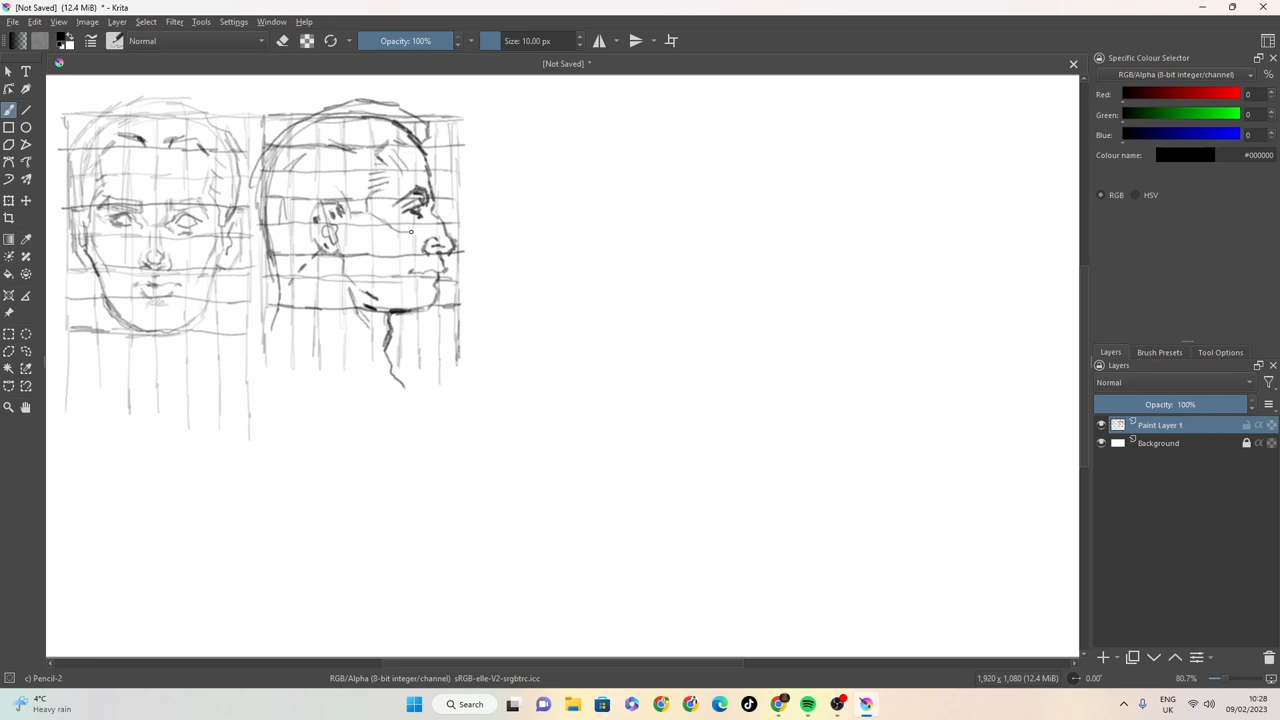 [Not Saved] (12.4 MiB) * - Krita
File Edit View Image Layer Select Filter Tools Settings Window Help
Normal
Opacity: 100%
Size: 10.00 px
[Not Saved] *
Specific Colour Selector
RGB/Alpha (8-bit integer/channel)
%
Red: 0
Green: 0
Blue: 0
Colour name: #000000
RGB HSV
Layers Brush Presets Tool Options
Layers
Normal
Opacity: 100%
Paint Layer 1
Background
c) Pencil-2
RGB/Alpha (8-bit integer/channel) sRGB-elle-V2-srgbtrc.icc
1,920 x 1,080 (12.4 MiB)
0.00°
80.7%
4°C
Heavy rain
Search
ENG
UK
10:28
09/02/2023